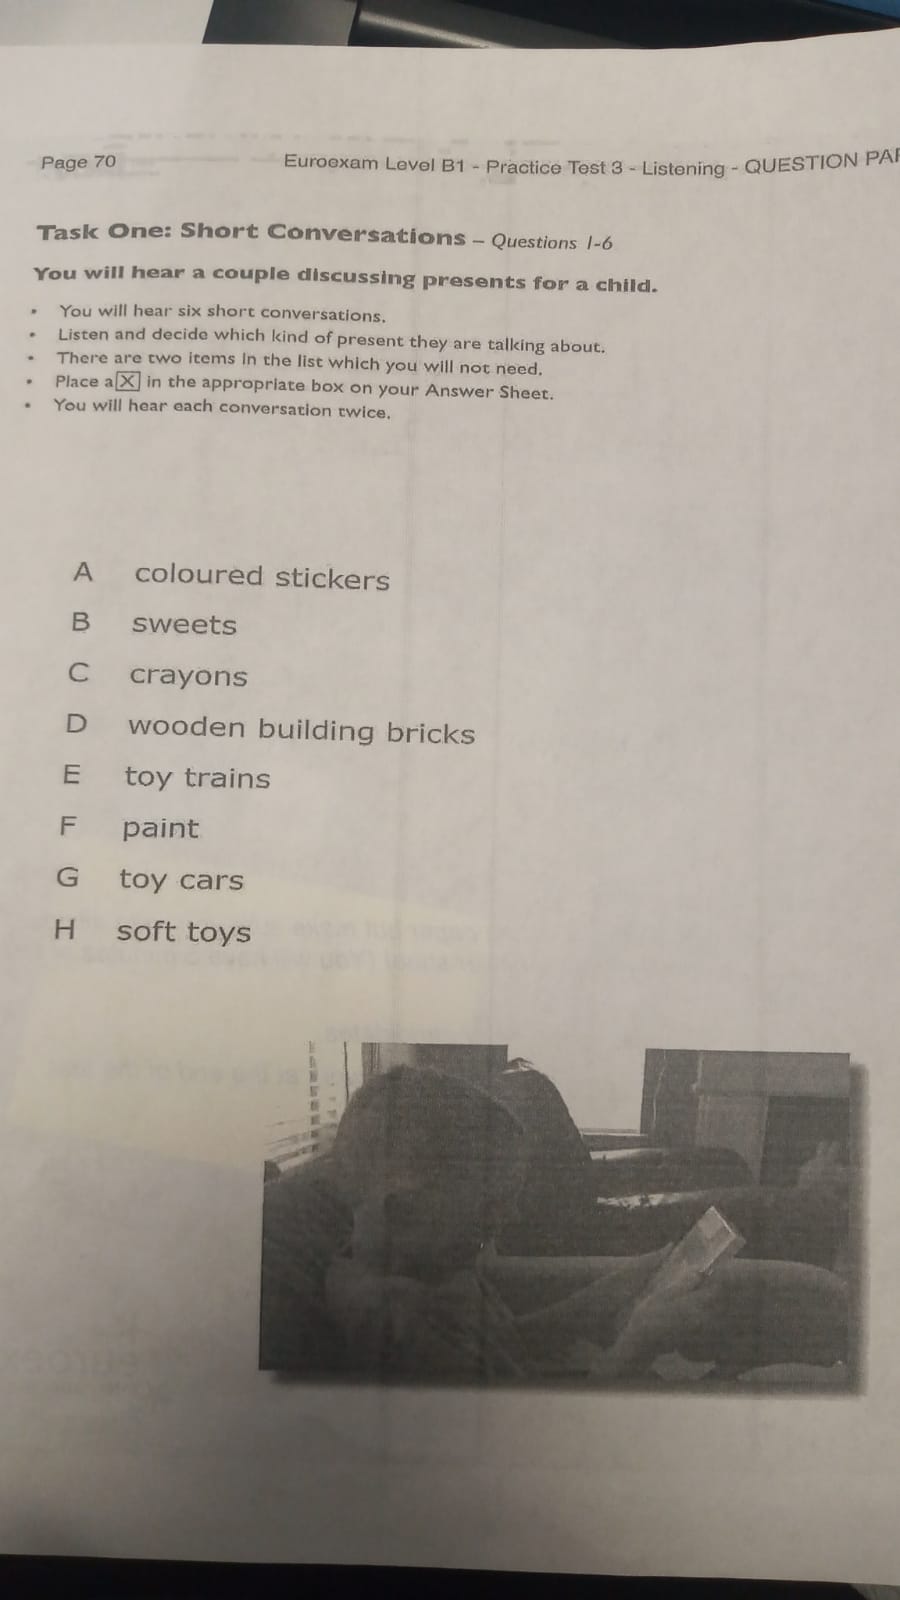 Page 70
Euroexam Level B1 - Practice Test 3 - Listening - QUESTION PAP
Task One: Short Conversations – Questions 1-6
You will hear a couple discussing presents for a child.
• You will hear six short conversations.
• Listen and decide which kind of present they are talking about.
• There are two items in the list which you will not need.
• Place a X in the appropriate box on your Answer Sheet.
• You will hear each conversation twice.
A coloured stickers
B sweets
C crayons
D wooden building bricks
E toy trains
F paint
G toy cars
H soft toys